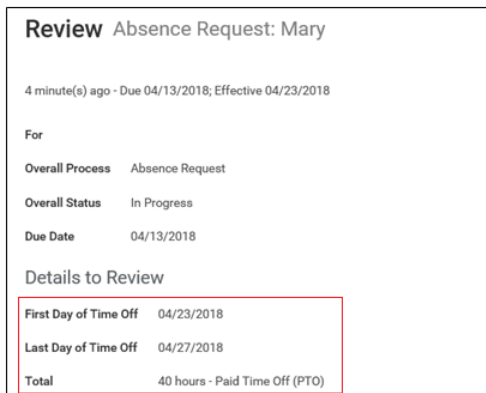 Review Absence Request: Mary
4 minute(s) ago - Due 04/13/2018; Effective 04/23/2018
For
Overall Process Absence Request
Overall Status In Progress
Due Date 04/13/2018
Details to Review
First Day of Time Off 04/23/2018
Last Day of Time Off 04/27/2018
Total 40 hours - Paid Time Off (PTO)